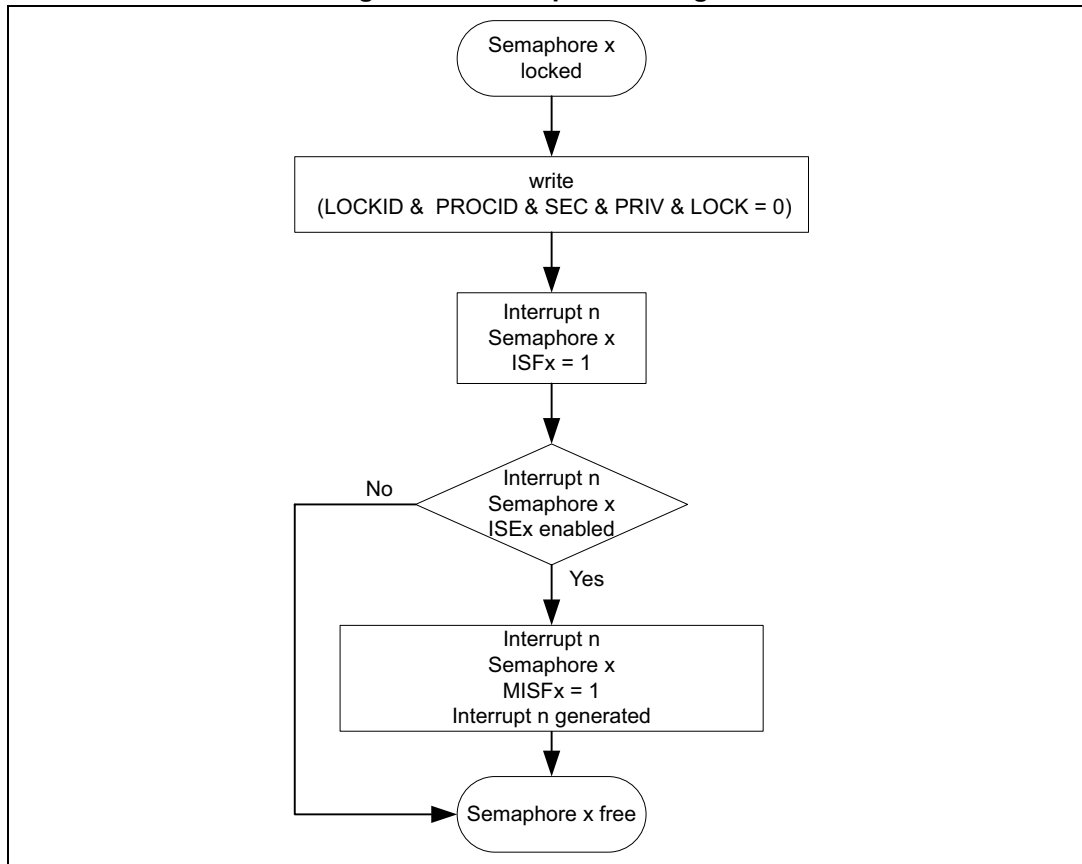 Semaphore x
locked
write
(LOCKID & PROCID & SEC & PRIV & LOCK = 0)
Interrupt n
Semaphore x
ISFx = 1
Interrupt n
Semaphore x
ISEx enabled
No
Yes
Interrupt n
Semaphore x
MISFx = 1
Interrupt n generated
Semaphore x free